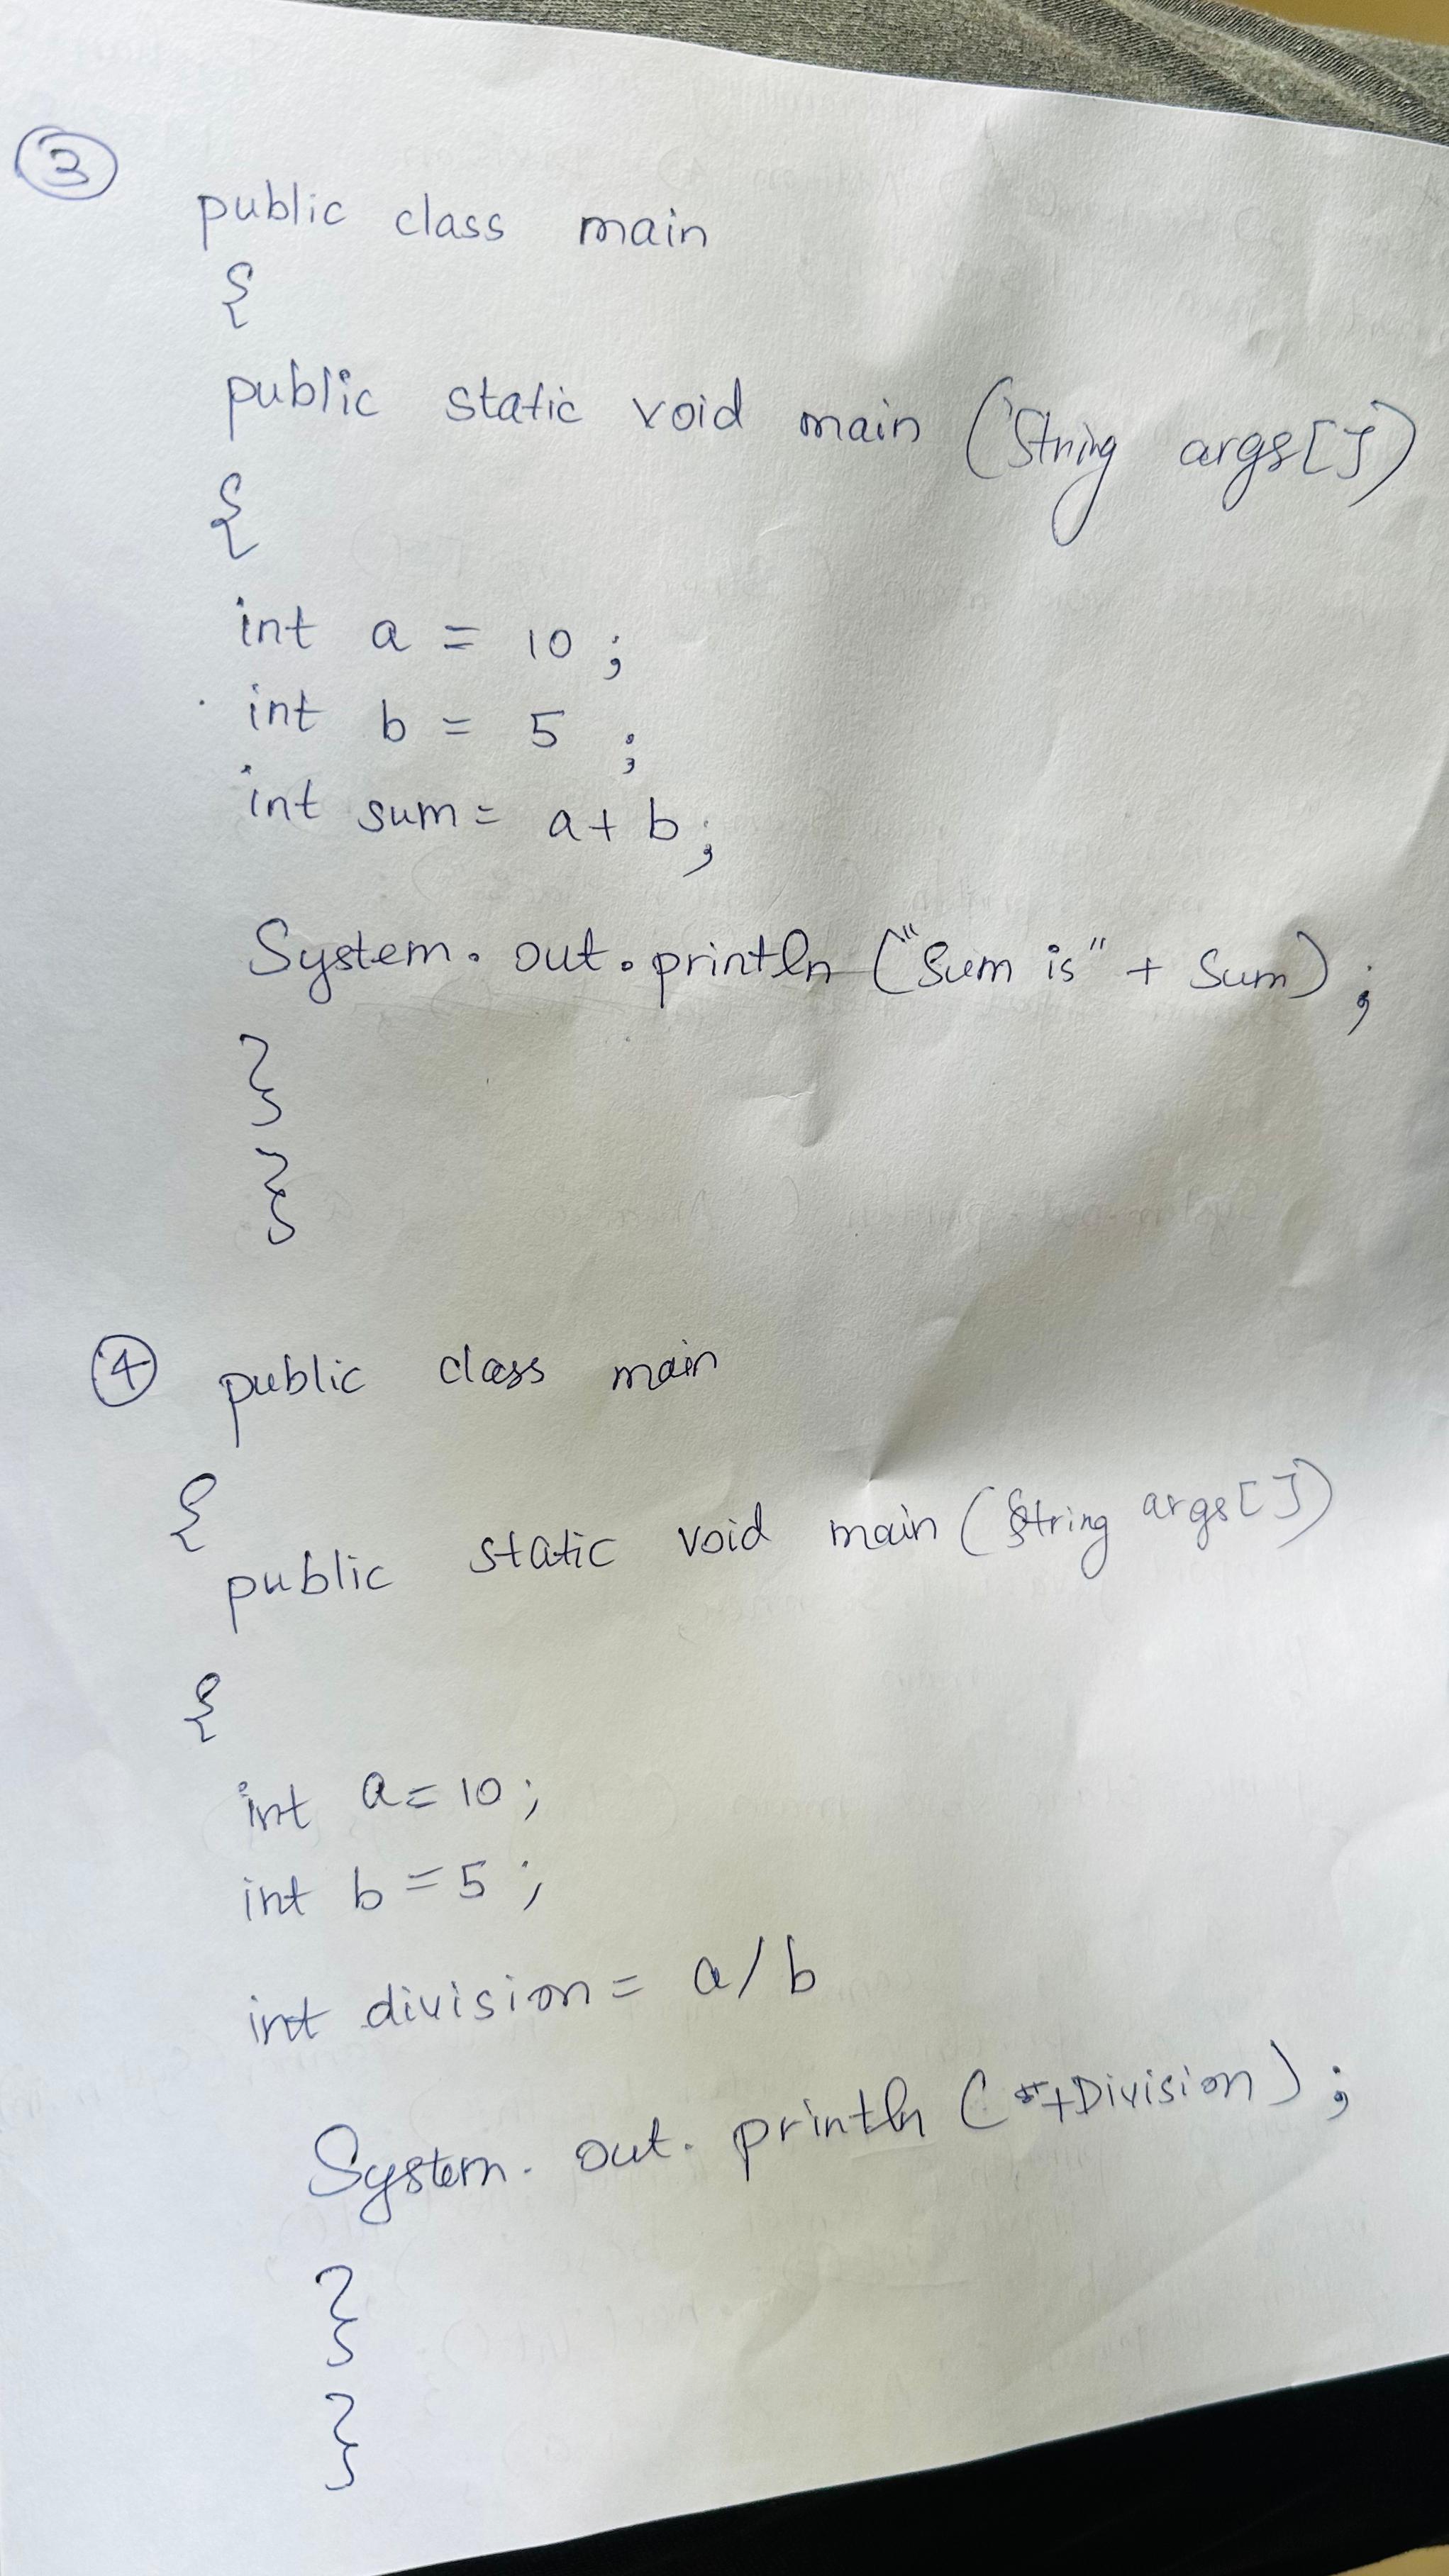 3
public class main
{
public static void main (String args[])
{
int a = 10 ;
int b = 5 ;
int sum = a + b;
System. out. println ("Sum is" + Sum) ;
}
}
4 public class main
{
public static void main (String args[])
{
int a = 10 ;
int b = 5 ;
int division = a / b
System. out. println ( +Division) ;
}
}